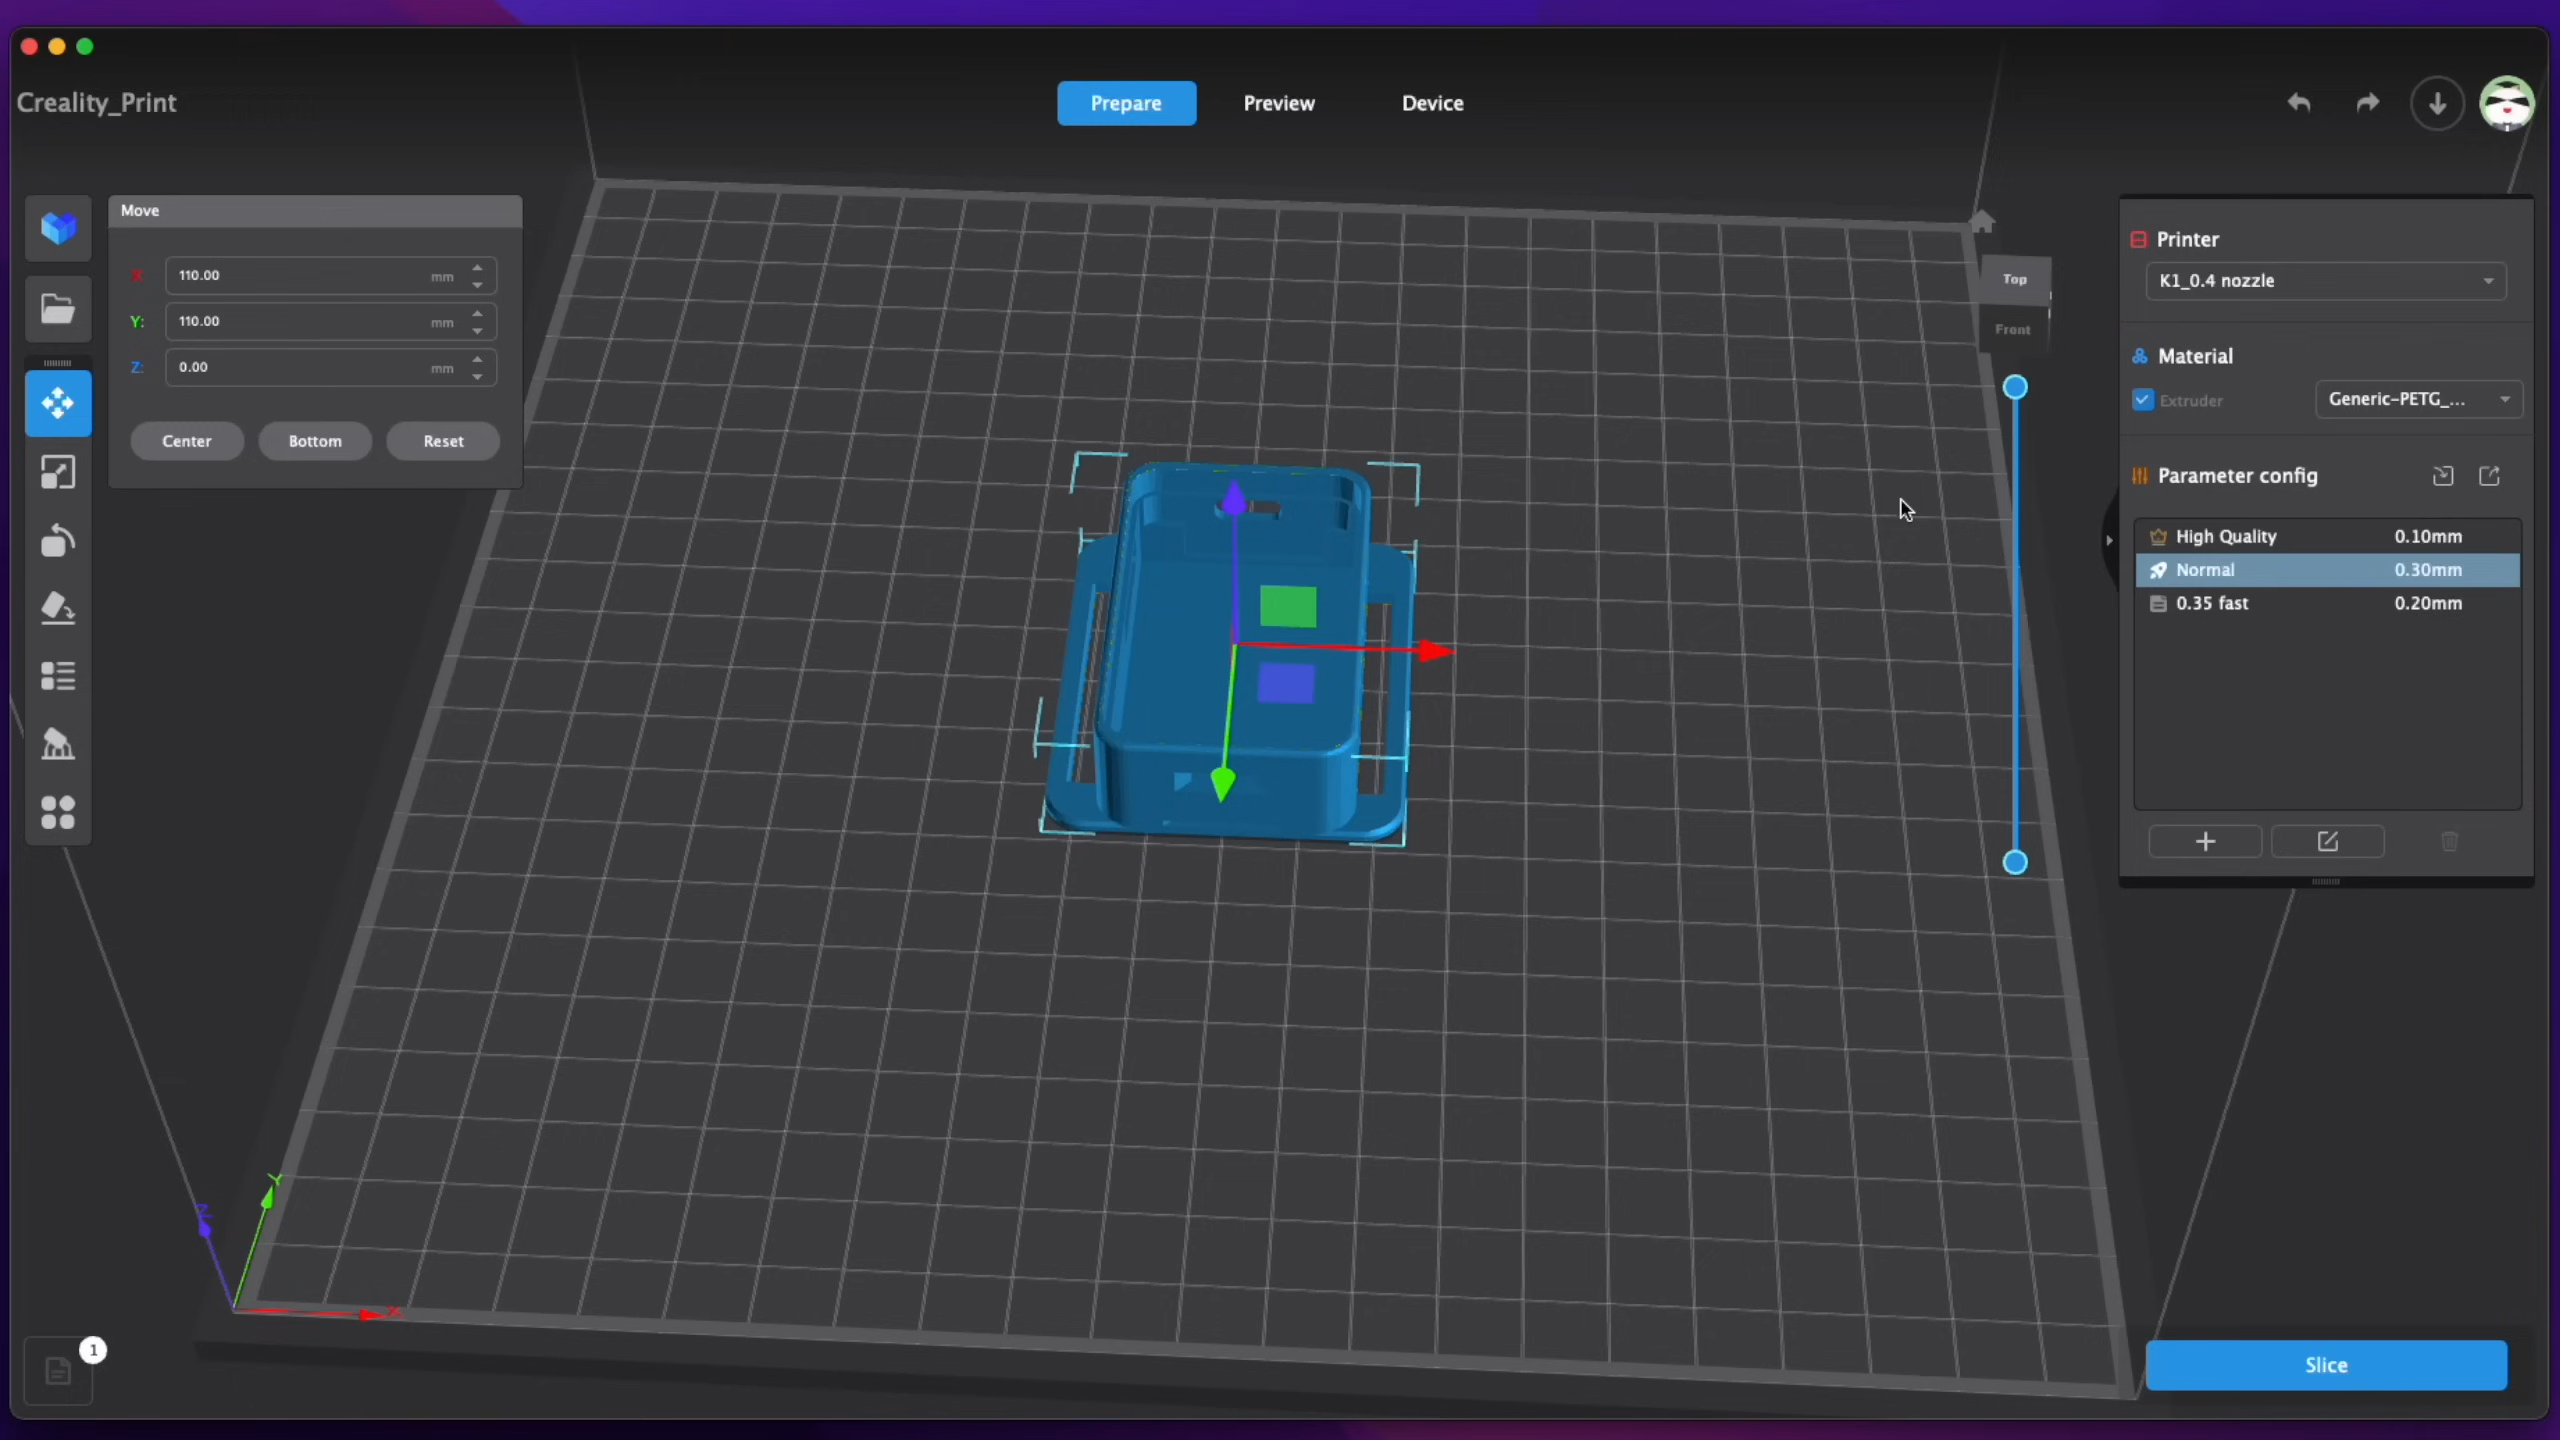 Creality_Print
Prepare
Preview
Device
Move
X:
110.00
mm
Y:
110.00
mm
Z:
0.00
mm
Center
Bottom
Reset
Top
Front
Printer
K1_0.4 nozzle
Material
Extruder
Generic-PETG_...
Parameter config
High Quality 0.10mm
Normal 0.30mm
0.35 fast 0.20mm
Y
Z
X
1
Slice